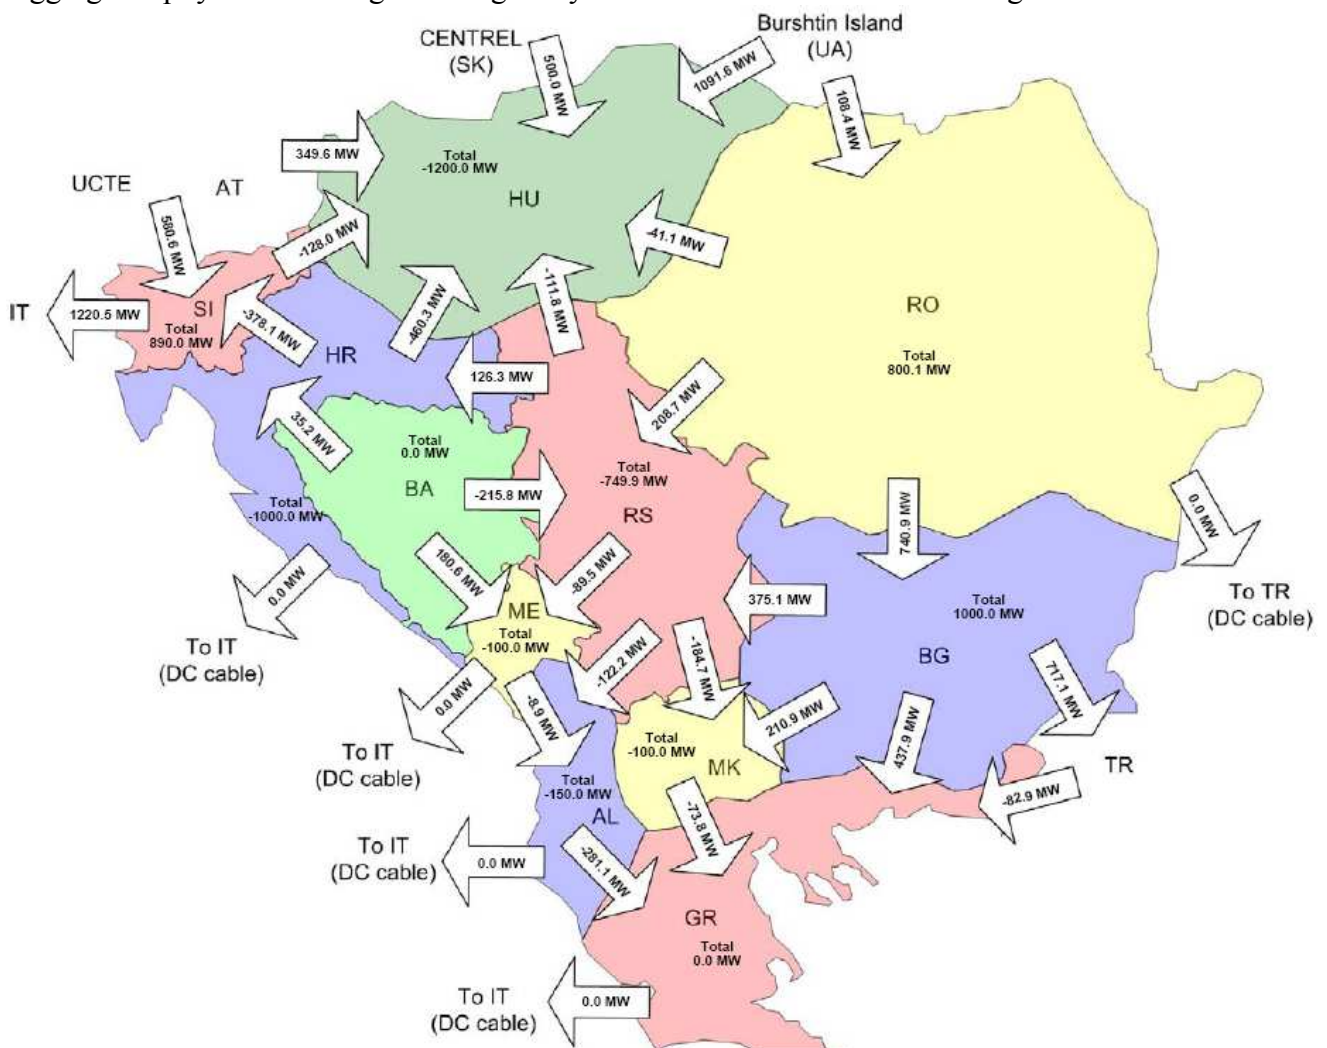 CENTREL
(SK)
Burshtin Island
(UA)
500.0 MW
1091.6 MW
108.4 MW
349.6 MW
Total
-1200.0 MW
HU
UCTE
AT
580.6 MW
-128.0 MW
-41.1 MW
IT
1220.5 MW
SI
Total
890.0 MW
-378.1 MW
-460.3 MW
-111.8 MW
RO
Total
800.1 MW
HR
126.3 MW
208.7 MW
35.2 MW
Total
0.0 MW
BA
-215.8 MW
Total
-749.9 MW
RS
Total
-1000.0 MW
740.9 MW
0.0 MW
To TR
(DC cable)
180.6 MW
-89.5 MW
0.0 MW
To IT
(DC cable)
ME
Total
-100.0 MW
375.1 MW
Total
1000.0 MW
BG
-122.2 MW
-184.7 MW
717.1 MW
0.0 MW
To IT
(DC cable)
-8.9 MW
210.9 MW
437.9 MW
Total
-100.0 MW
MK
TR
-82.9 MW
Total
-150.0 MW
AL
-73.8 MW
To IT
(DC cable)
0.0 MW
-281.1 MW
GR
Total
0.0 MW
To IT
(DC cable)
0.0 MW